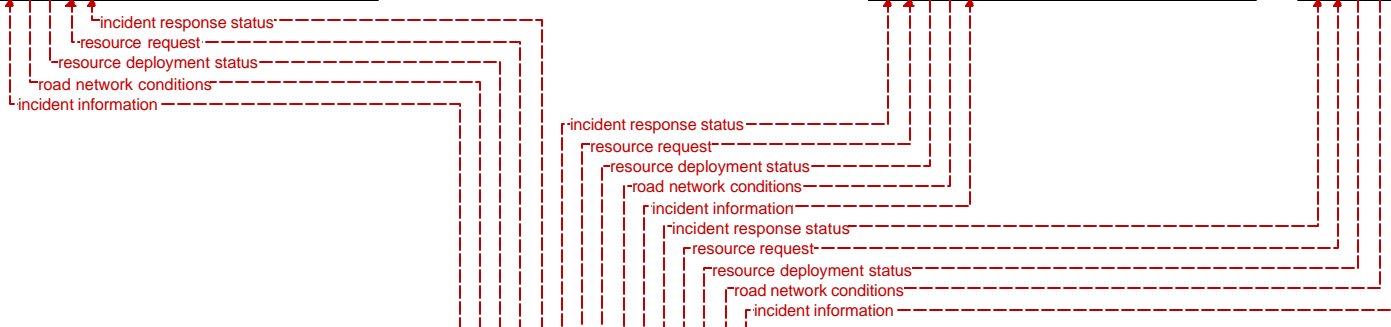 incident response status
resource request
resource deployment status
road network conditions
incident information
incident response status
resource request
resource deployment status
road network conditions
incident information
incident response status
resource request
resource deployment status
road network conditions
incident information